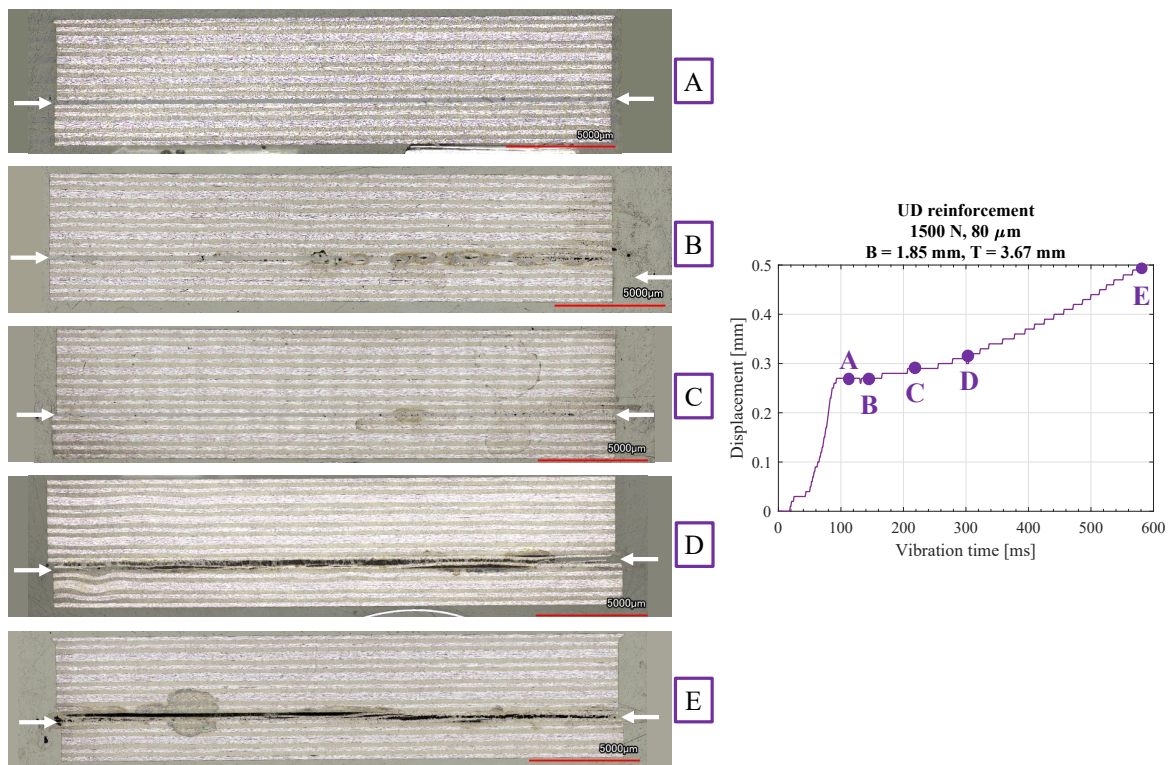 A
5000μm
B
5000μm
C
5000μm
D
5000μm
E
5000μm
UD reinforcement
1500 N, 80 μm
B = 1.85 mm, T = 3.67 mm
Displacement [mm]
0.5
0.4
0.3
0.2
0.1
0
A
B
C
D
E
0 100 200 300 400 500 600
Vibration time [ms]